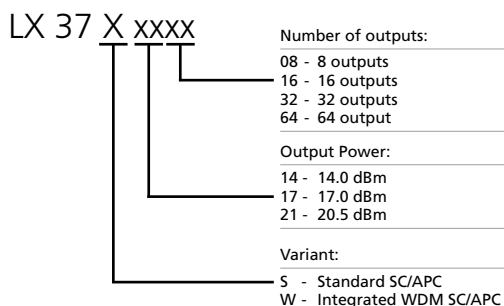 LX 37 X xxxx
Number of outputs:
08 - 8 outputs
16 - 16 outputs
32 - 32 outputs
64 - 64 output
Output Power:
14 - 14.0 dBm
17 - 17.0 dBm
21 - 20.5 dBm
Variant:
S - Standard SC/APC
W - Integrated WDM SC/APC